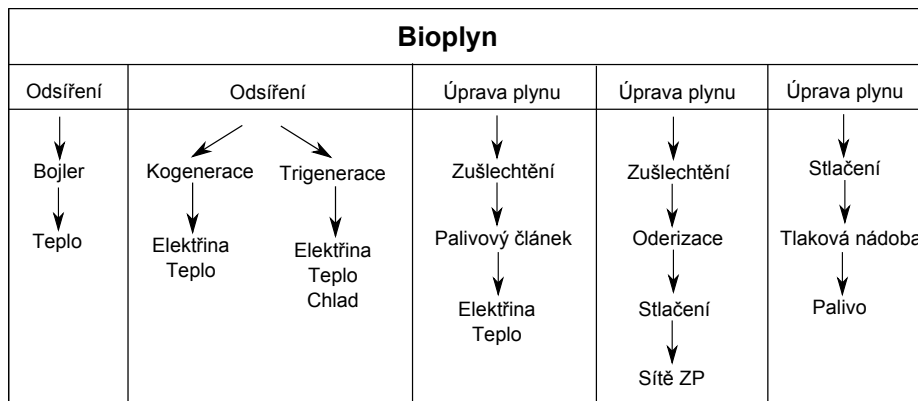 Bioplyn
Odsíření
Odsíření
Úprava plynu
Úprava plynu
Úprava plynu
Bojler
Teplo
Kogenerace
Elektřina
Teplo
Trigenerace
Elektřina
Teplo
Chlad
Zušlechtění
Palivový článek
Elektřina
Teplo
Zušlechtění
Oderizace
Stlačení
Sítě ZP
Stlačení
Tlaková nádoba
Palivo